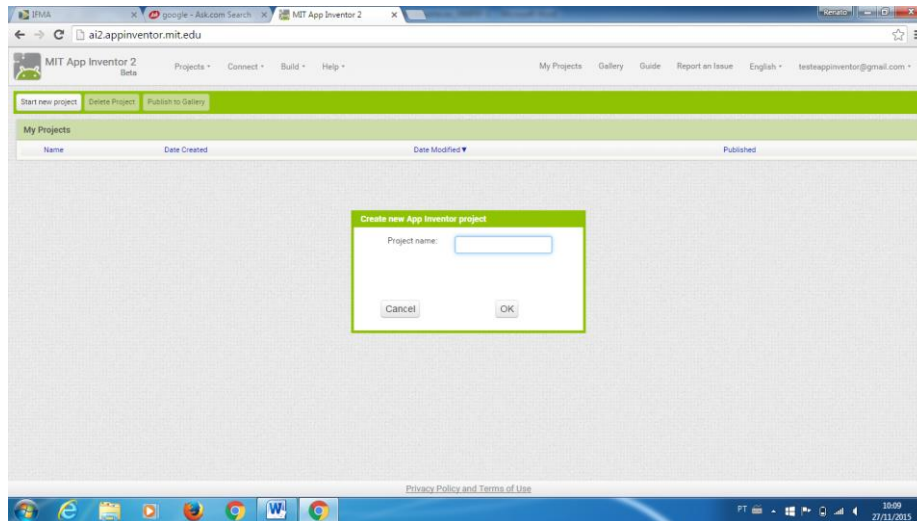 IFMA
google - Ask.com Search
MIT App Inventor 2
ai2.appinventor.mit.edu
MIT App Inventor 2
Beta
Projects
Connect
Build
Help
My Projects
Gallery
Guide
Report an Issue
English
testeappinventor@gmail.com
Start new project
Delete Project
Publish to Gallery
My Projects
Name
Date Created
Date Modified▼
Published
Create new App Inventor project
Project name:
Cancel
OK
Privacy Policy and Terms of Use
PT
10:09
27/11/2015